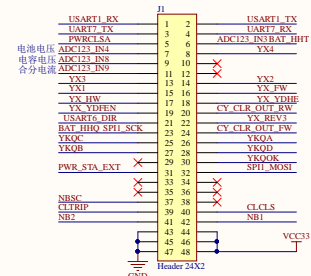 J1
USART1_RX 1 2 USART1_TX
UART7_TX 3 4 UART7_RX
PWRCLSA 5 6 ADC123_IN3 BAT_HHT
电池电压 ADC123_IN4 7 8 YX4
电容电压 ADC123_IN8 9 10
合分电流 ADC123_IN9 11 12
YX3 13 14 YX2
YX1 15 16 YX_FW
YX_HW 17 18 YX_YDHE
YX_YDFEN 19 20 CY_CLR_OUT_RW
USART6_DIR 21 22 YX_REV3
BAT_HHQ SPI1_SCK 23 24 CY_CLR_OUT_FW
YKQC 25 26 YKQA
YKQB 27 28 YKQD
29 30 YKQOK
PWR_STA_EXT 31 32 SPI1_MOSI
33 34
35 36
NBSC 37 38
CLTRIP 39 40 CLCLS
NB2 41 42 NB1
43 44
45 46 VCC33
47 48
Header 24X2
GND